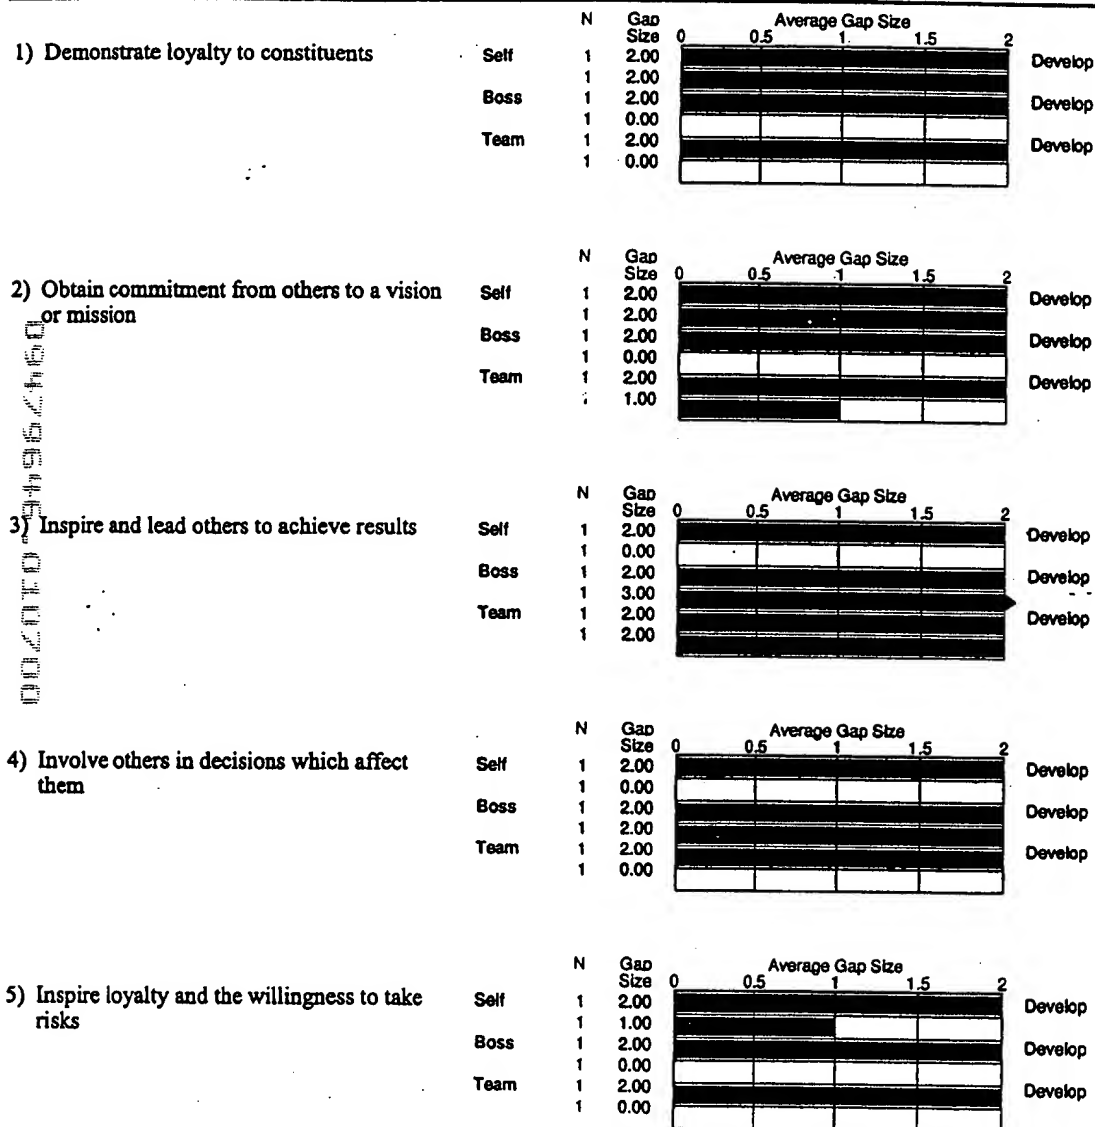 N Gap Average Gap Size
Size 0 0.5 1. 1.5 2
1) Demonstrate loyalty to constituents Self 1 2.00 Develop
1 2.00
Boss 1 2.00 Develop
1 0.00
Team 1 2.00 Develop
1 0.00
N Gap Average Gap Size
Size 0 0.5 1 1.5 2
2) Obtain commitment from others to a vision Self 1 2.00 Develop
or mission 1 2.00
Boss 1 2.00 Develop
1 0.00
Team 1 2.00 Develop
1 1.00
N Gap Average Gap Size
Size 0 0.5 1 1.5 2
3) Inspire and lead others to achieve results Self 1 2.00 Develop
1 0.00
Boss 1 2.00 Develop
1 3.00
Team 1 2.00 Develop
1 2.00
N Gap Average Gap Size
Size 0 0.5 1 1.5 2
4) Involve others in decisions which affect Self 1 2.00 Develop
them 1 0.00
Boss 1 2.00 Develop
1 2.00
Team 1 2.00 Develop
1 0.00
N Gap Average Gap Size
Size 0 0.5 1 1.5 2
5) Inspire loyalty and the willingness to take Self 1 2.00 Develop
risks 1 1.00
Boss 1 2.00 Develop
1 0.00
Team 1 2.00 Develop
1 0.00